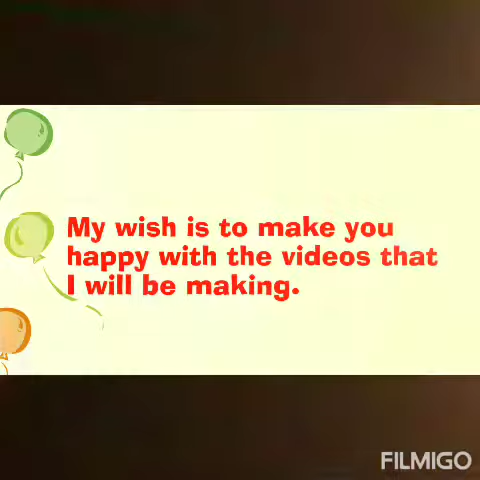 My wish is to make you
happy with the videos that
I will be making.
FILMIGO